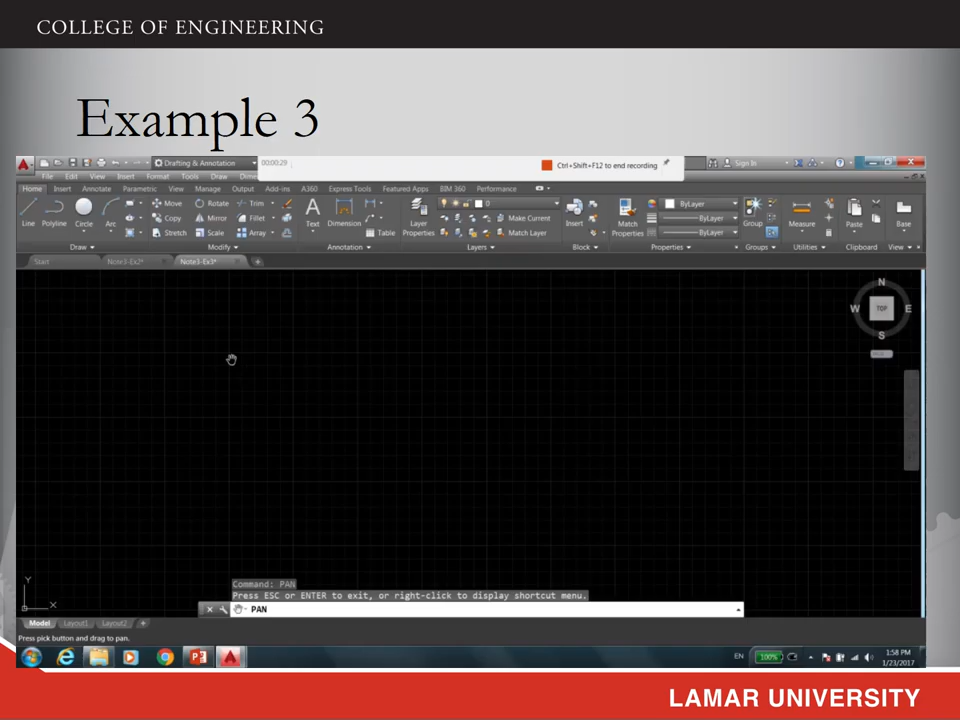 COLLEGE OF ENGINEERING
Example 3
Drafting & Annotation
00:00:29
Ctrl+Shift+F12 to end recording
Sign In
File Edit View Insert Format Tools Draw
Home Insert Annotate Parametric View Manage Output Add-ins A360 Express Tools Featured Apps BIM 360 Performance
Move Rotate Trim 0 ByLayer
Copy Mirror Fillet Make Current ByLayer
Line Polyline Circle Arc Text Dimension Layer Properties Insert Match Properties Group Measure Paste Base
Stretch Scale Array Table Match Layer ByLayer
Draw Modify Annotation Layers Block Properties Groups Utilities Clipboard View
Start Note3-Ex2* Note3-Ex3*
N
W TOP E
S
Y
X
Command: PAN
Press ESC or ENTER to exit, or right-click to display shortcut menu.
PAN
Model Layout1 Layout2
Press pick button and drag to pan.
EN 100% 1:58 PM
1/23/2017
LAMAR UNIVERSITY